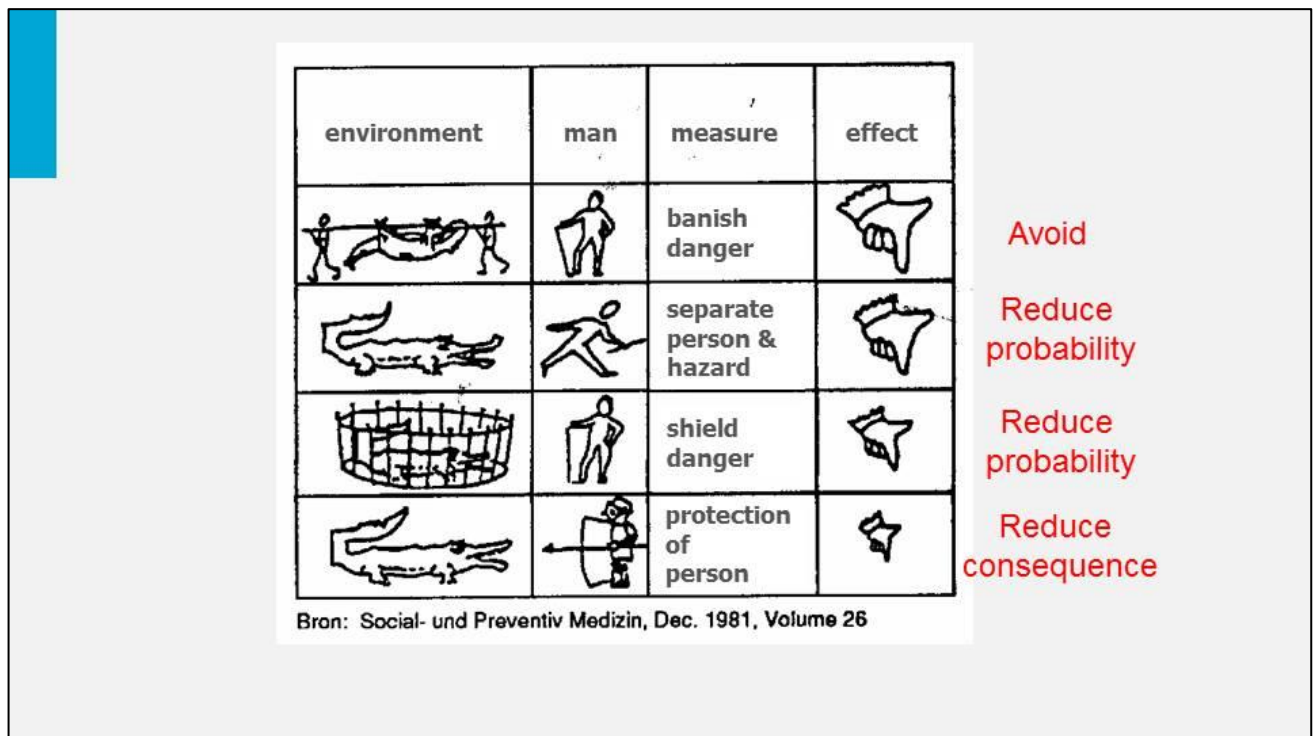 environment man measure effect
banish
danger
Avoid
separate
person &
hazard
Reduce
probability
shield
danger
Reduce
probability
protection
of
person
Reduce
consequence
Bron: Social- und Preventiv Medizin, Dec. 1981, Volume 26